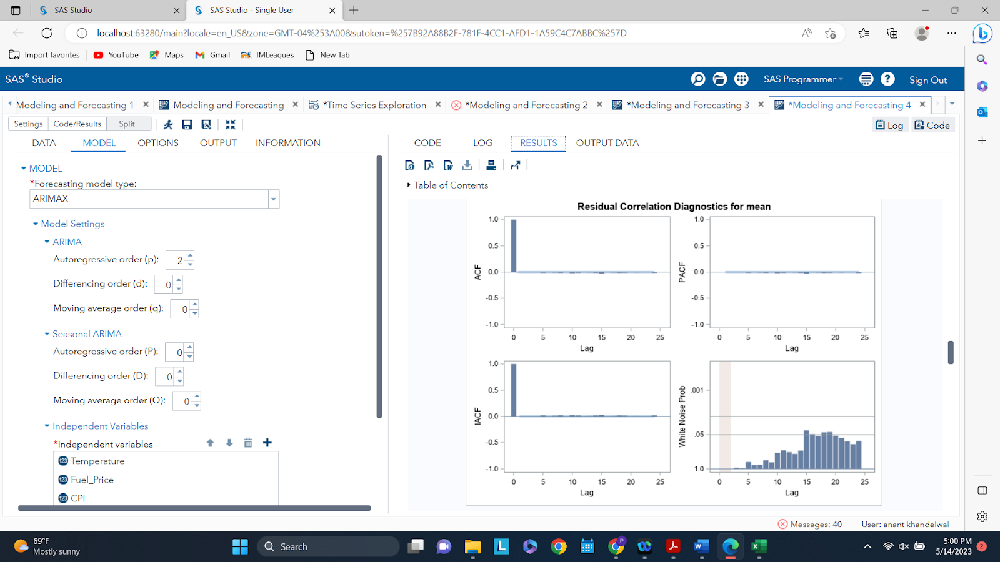 SAS Studio
SAS Studio - Single User
localhost:63280/main?locale=en_US&zone=GMT-04%253A00&sutoken=%257B92A88B2F-781F-4CC1-AFD1-1A59C4C7ABBC%257D
Import favorites YouTube Maps Gmail IMLeagues New Tab
SAS® Studio SAS Programmer Sign Out
Modeling and Forecasting 1 Modeling and Forecasting *Time Series Exploration *Modeling and Forecasting 2 *Modeling and Forecasting 3 *Modeling and Forecasting 4
Settings Code/Results Split Log Code
DATA MODEL OPTIONS OUTPUT INFORMATION
MODEL
*Forecasting model type:
ARIMAX
Model Settings
ARIMA
Autoregressive order (p): 2
Differencing order (d): 0
Moving average order (q): 0
Seasonal ARIMA
Autoregressive order (P): 0
Differencing order (D): 0
Moving average order (Q): 0
Independent Variables
*Independent variables
123 Temperature
123 Fuel_Price
123 CPI
CODE LOG RESULTS OUTPUT DATA
Table of Contents
Residual Correlation Diagnostics for mean
ACF
1.0
0.5
0.0
-0.5
-1.0
0 5 10 15 20 25
Lag
PACF
1.0
0.5
0.0
-0.5
-1.0
0 5 10 15 20 25
Lag
IACF
1.0
0.5
0.0
-0.5
-1.0
0 5 10 15 20 25
Lag
White Noise Prob
.001
.05
1.0
0 5 10 15 20 25
Lag
Messages: 40 User: anant khandelwal
69°F
Mostly sunny
Search
5:00 PM
5/14/2023
2